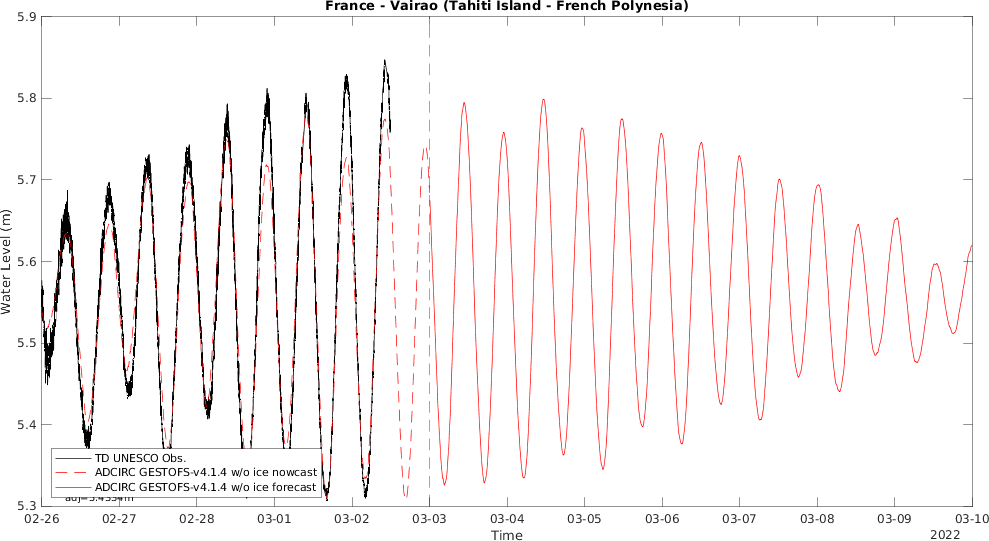 France - Vairao (Tahiti Island - French Polynesia)
5.9
5.8
5.7
5.6
5.5
5.4
5.3
Water Level (m)
TD UNESCO Obs.
ADCIRC GESTOFS-v4.1.4 w/o ice nowcast
ADCIRC GESTOFS-v4.1.4 w/o ice forecast
02-26 02-27 02-28 03-01 03-02 03-03 03-04 03-05 03-06 03-07 03-08 03-09 03-10
Time
2022